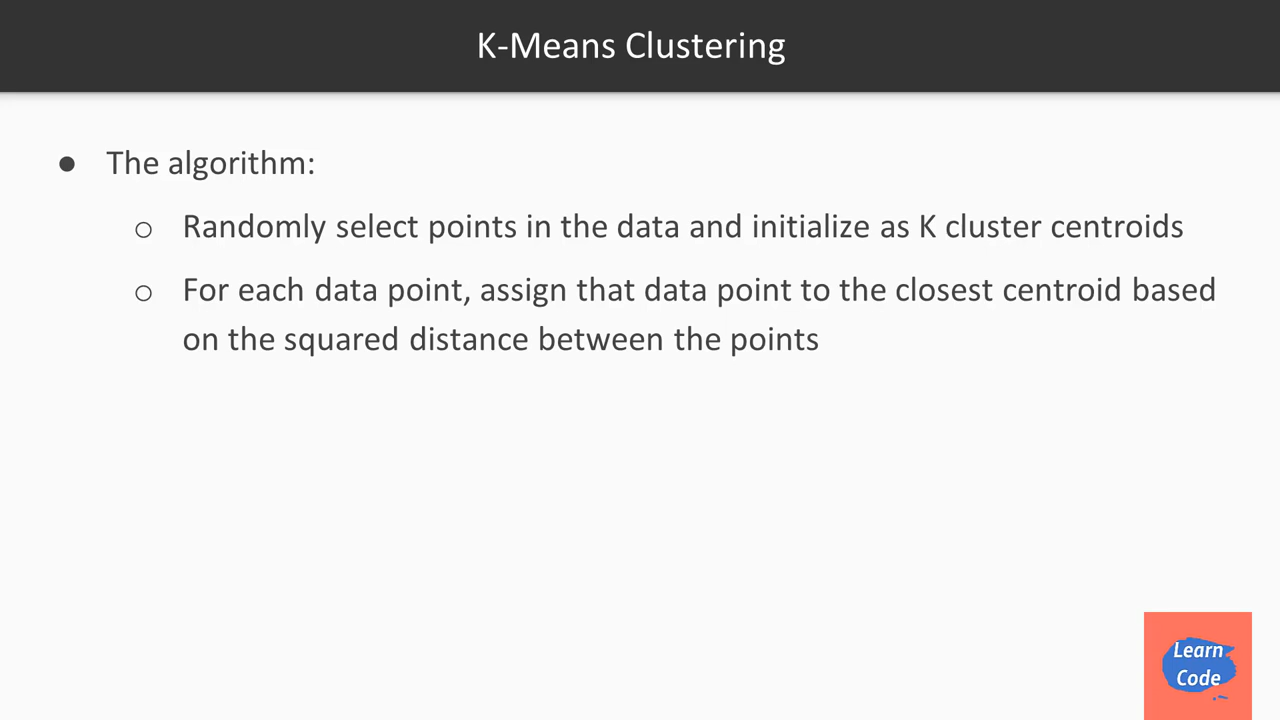 K-Means Clustering
● The algorithm:
○ Randomly select points in the data and initialize as K cluster centroids
○ For each data point, assign that data point to the closest centroid based
on the squared distance between the points
Learn
Code